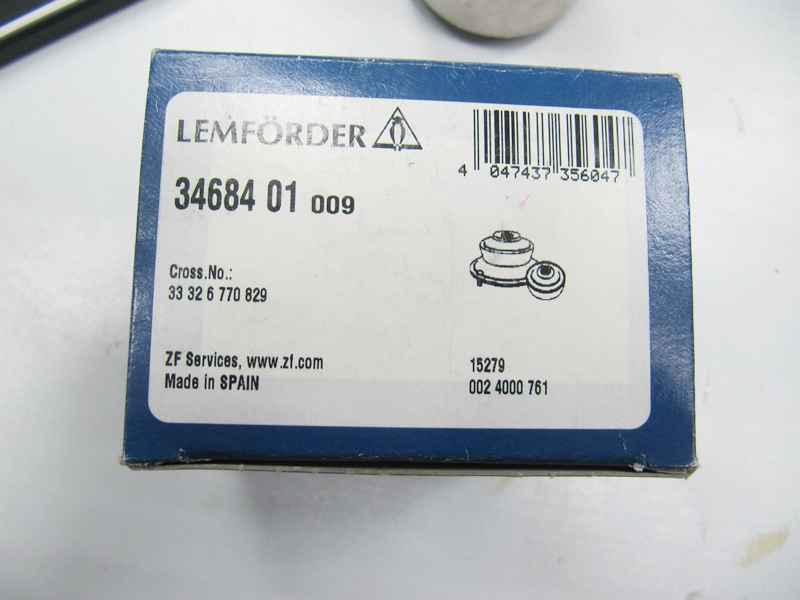 LEMFÖRDER
4 047437 356047
34684 01 009
Cross.No.:
33 32 6 770 829
ZF Services, www.zf.com
15279
Made in SPAIN
002 4000 761